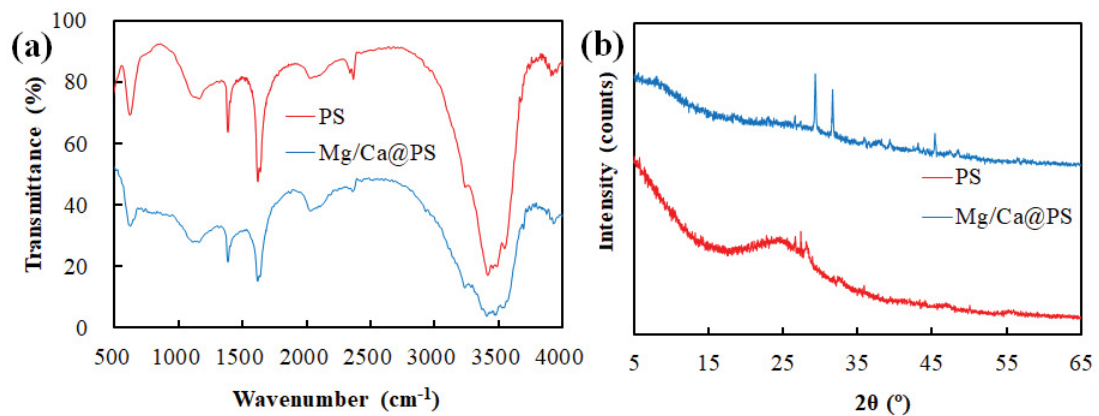 (a)
100
80
60
40
20
0
Transmittance (%)
PS
Mg/Ca@PS
500 1000 1500 2000 2500 3000 3500 4000
Wavenumber (cm-1)
(b)
Intensity (counts)
PS
Mg/Ca@PS
5 15 25 35 45 55 65
2θ (º)